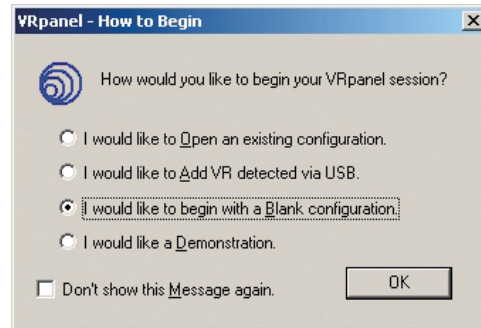 VRpanel - How to Begin
How would you like to begin your VRpanel session?
I would like to Open an existing configuration.
I would like to Add VR detected via USB.
I would like to begin with a Blank configuration.
I would like a Demonstration.
Don't show this Message again.
OK